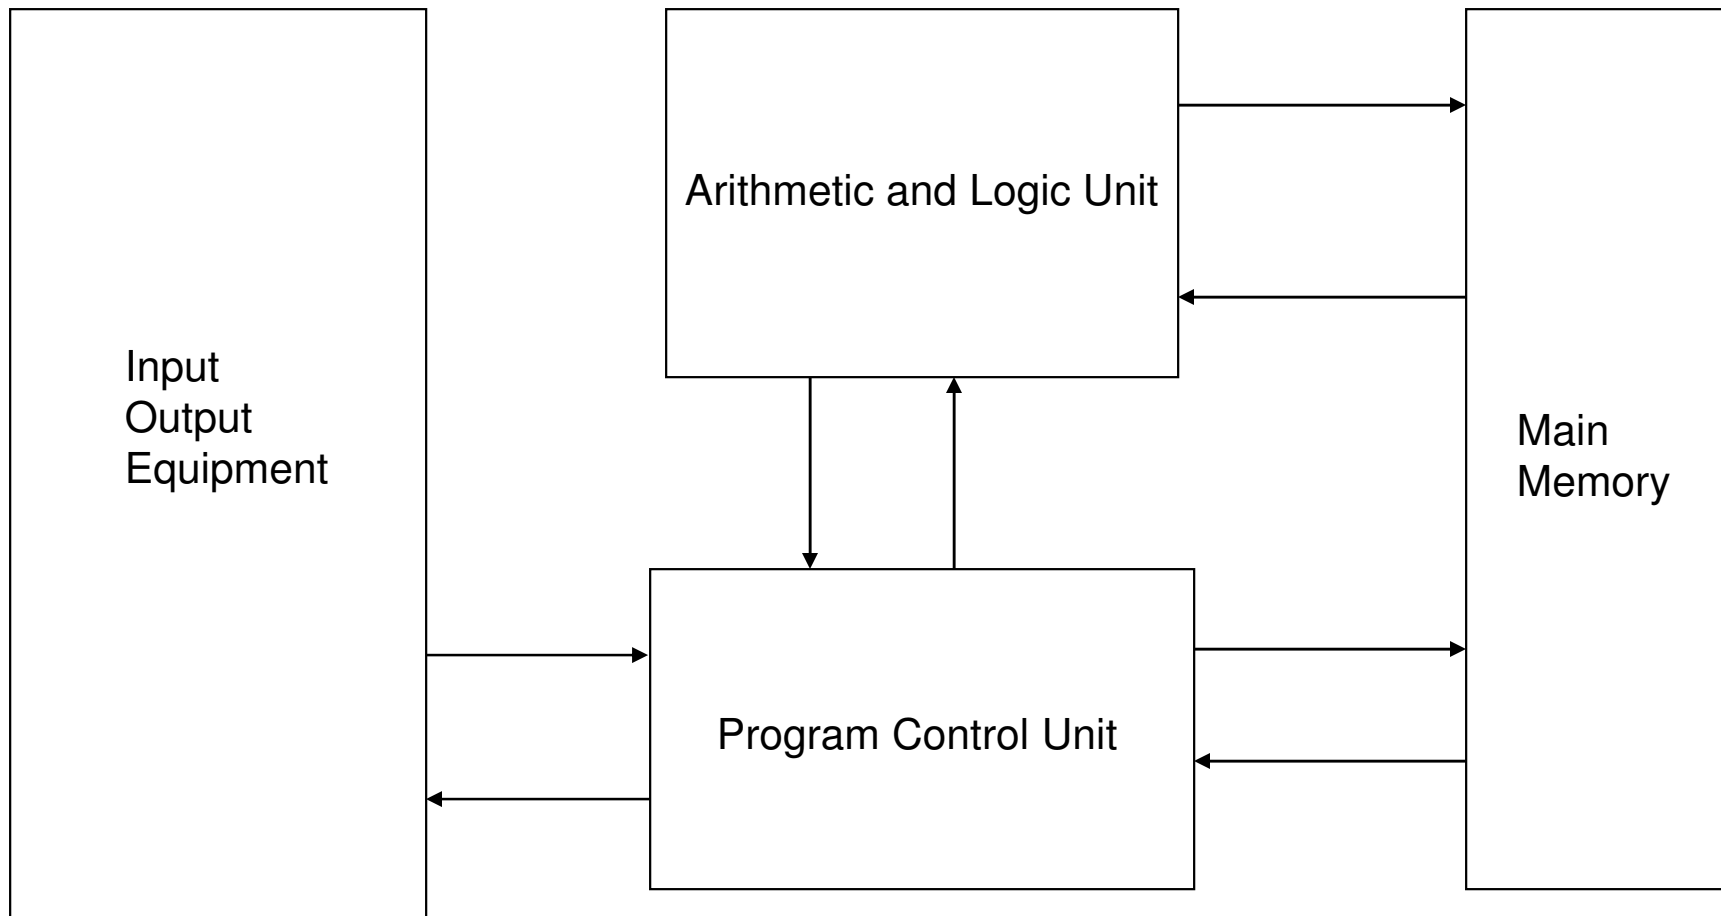 Arithmetic and Logic Unit
Input
Output
Equipment
Main
Memory
Program Control Unit